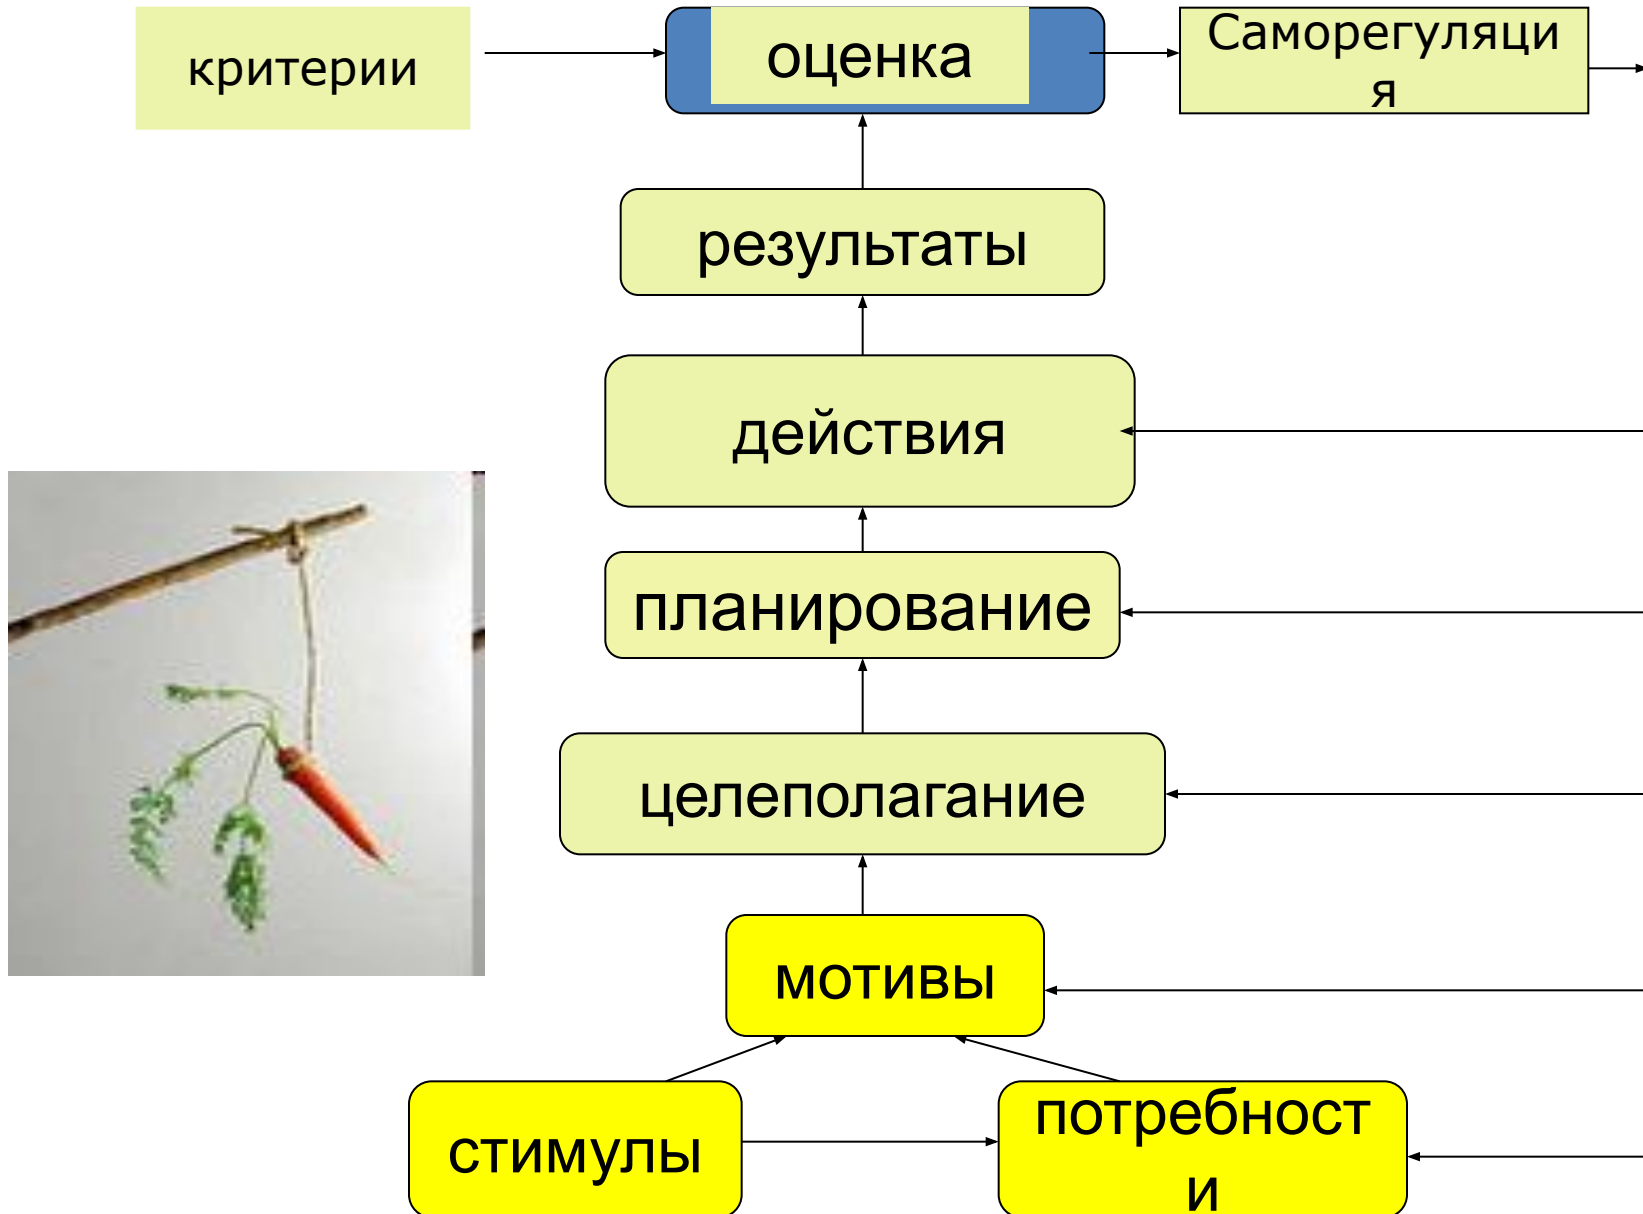 критерии
оценка
Саморегуляци
я
результаты
действия
планирование
целеполагание
мотивы
стимулы
потребност
и